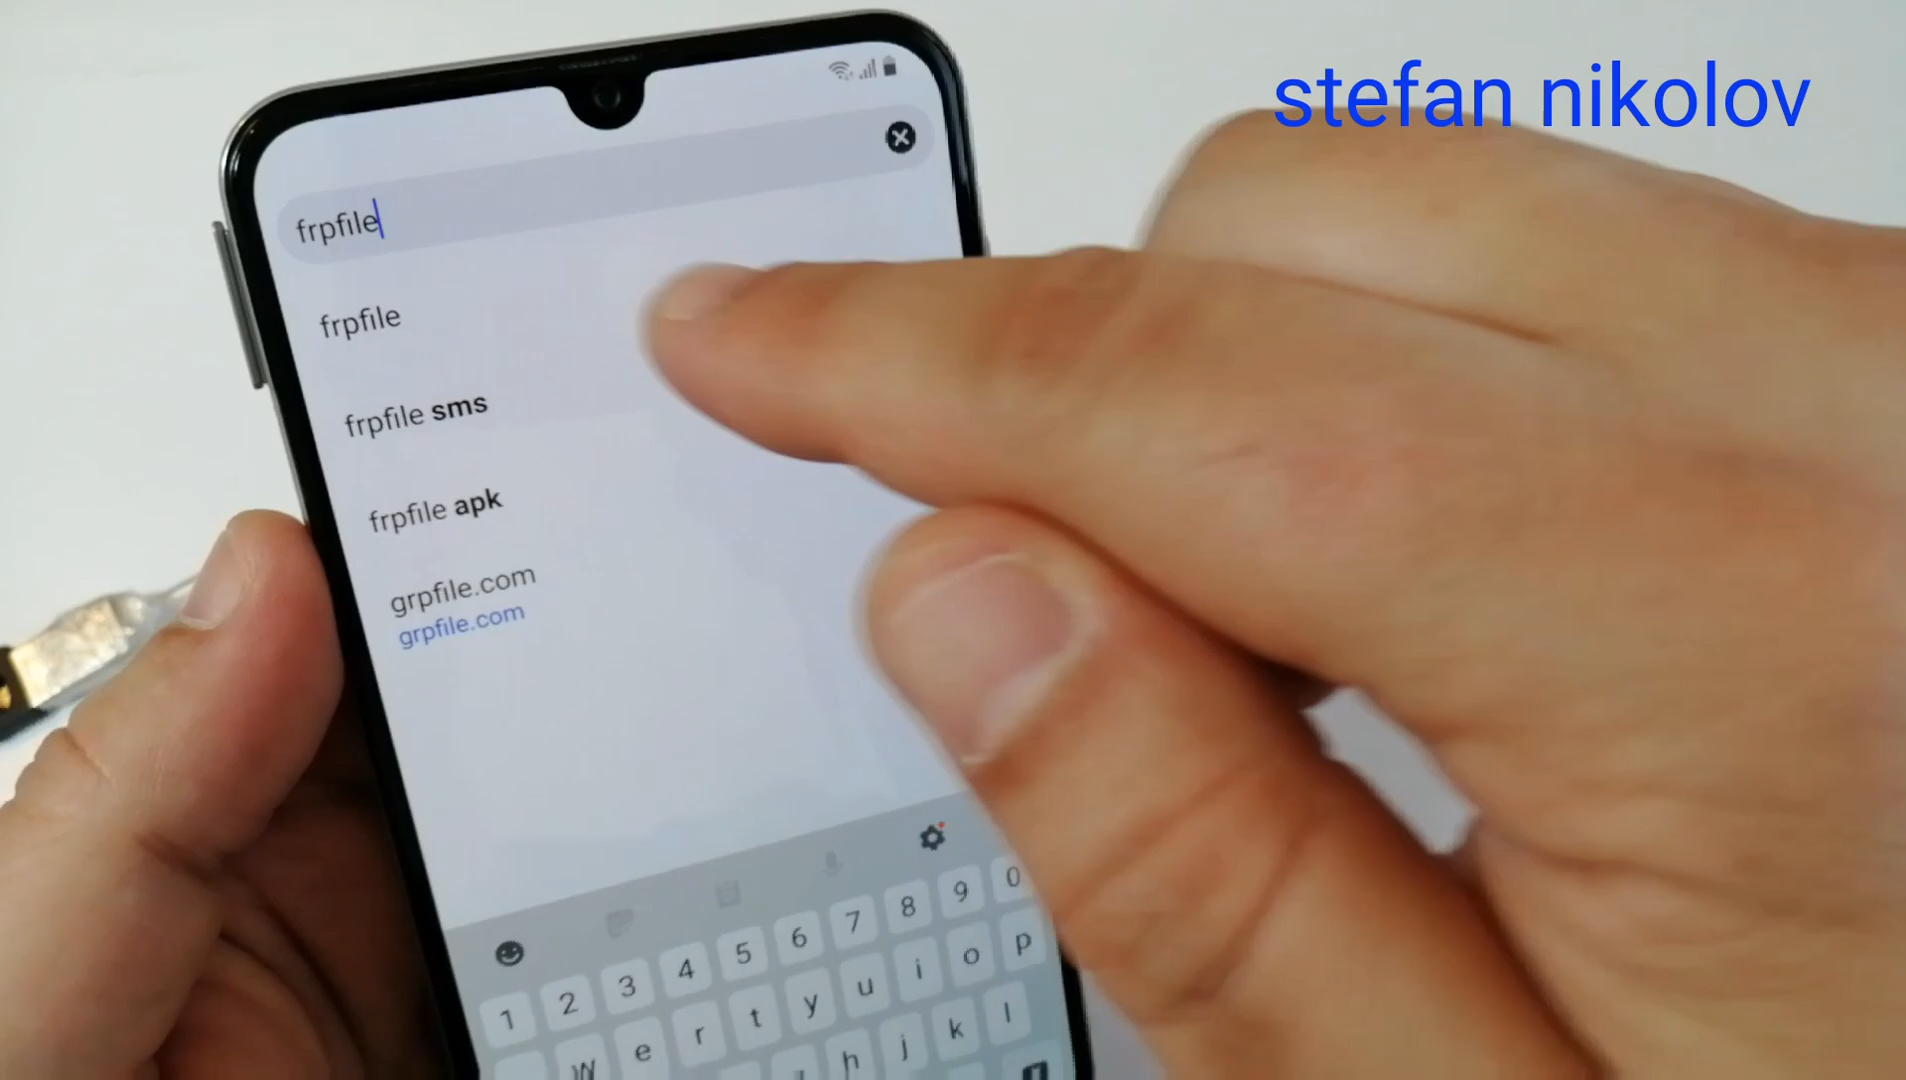 stefan nikolov
frpfile
frpfile
frpfile sms
frpfile apk
grpfile.com
grpfile.com
1 2 3 4 5 6 7 8 9 0
w e r t y u i o p
h j k l